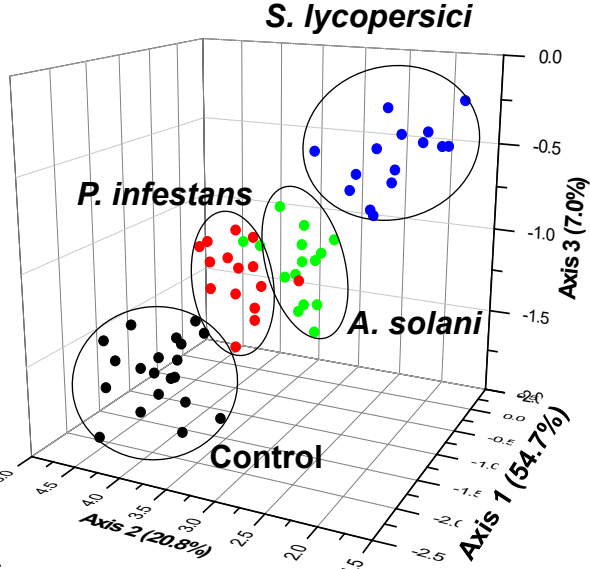 S. lycopersici
0.0
-0.5
P. infestans
-1.0
Axis 3 (7.0%)
-1.5
A. solani
0.0
-0.5
Control
-1.0
-1.5
4.5
4.0
3.5
3.0
2.5
2.0
-2.0
-2.5
Axis 2 (20.8%)
Axis 1 (54.7%)